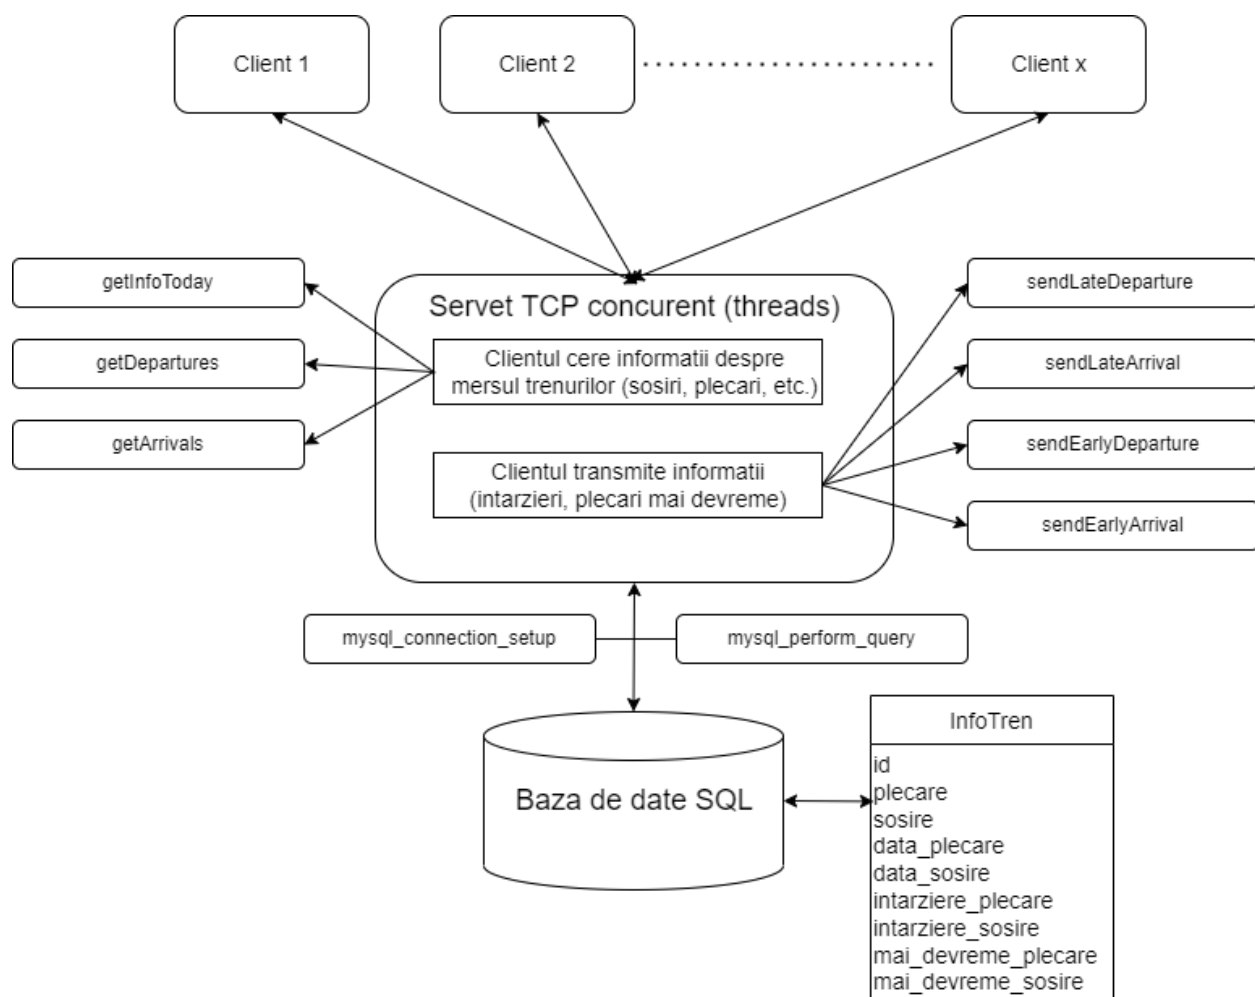 Client 1
Client 2
Client x
getInfoToday
getDepartures
getArrivals
Servet TCP concurent (threads)
Clientul cere informatii despre
mersul trenurilor (sosiri, plecari, etc.)
Clientul transmite informatii
(intarzieri, plecari mai devreme)
sendLateDeparture
sendLateArrival
sendEarlyDeparture
sendEarlyArrival
mysql_connection_setup
mysql_perform_query
Baza de date SQL
InfoTren
id
plecare
sosire
data_plecare
data_sosire
intarziere_plecare
intarziere_sosire
mai_devreme_plecare
mai_devreme_sosire